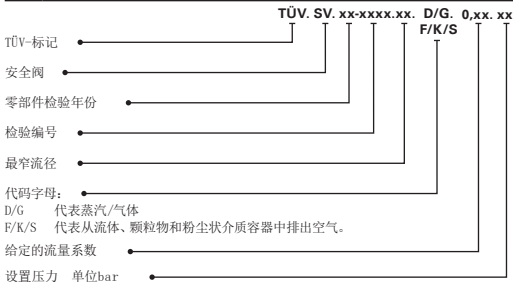 TÜV. SV. xx-xxxx.xx. D/G. 0,xx. xx
F/K/S
TÜV-标记
安全阀
零部件检验年份
检验编号
最窄流径
代码字母:
D/G 代表蒸汽/气体
F/K/S 代表从流体、颗粒物和粉尘状介质容器中排出空气。
给定的流量系数
设置压力 单位bar